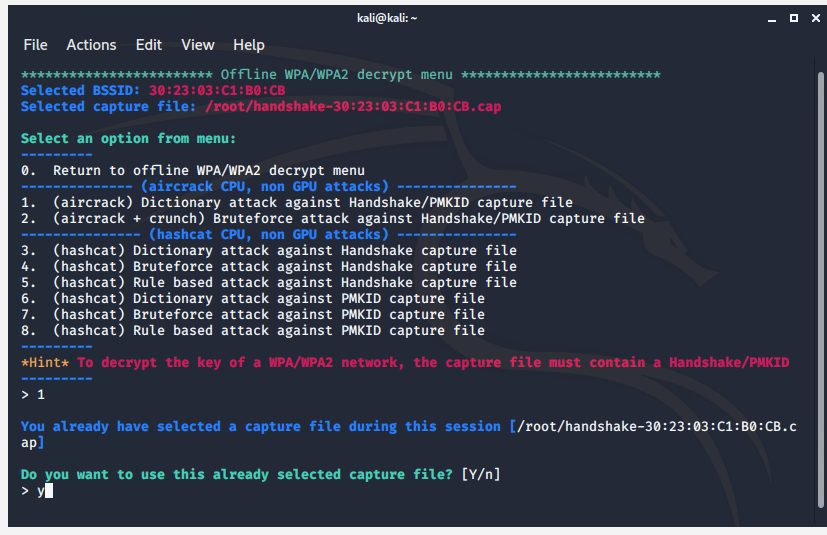 kali@kali: ~
File Actions Edit View Help
************************ Offline WPA/WPA2 decrypt menu *************************
Selected BSSID: 30:23:03:C1:B0:CB
Selected capture file: /root/handshake-30:23:03:C1:B0:CB.cap
Select an option from menu:
---------
0. Return to offline WPA/WPA2 decrypt menu
-------------- (aircrack CPU, non GPU attacks) ---------------
1. (aircrack) Dictionary attack against Handshake/PMKID capture file
2. (aircrack + crunch) Bruteforce attack against Handshake/PMKID capture file
--------------- (hashcat CPU, non GPU attacks) ---------------
3. (hashcat) Dictionary attack against Handshake capture file
4. (hashcat) Bruteforce attack against Handshake capture file
5. (hashcat) Rule based attack against Handshake capture file
6. (hashcat) Dictionary attack against PMKID capture file
7. (hashcat) Bruteforce attack against PMKID capture file
8. (hashcat) Rule based attack against PMKID capture file
---------
*Hint* To decrypt the key of a WPA/WPA2 network, the capture file must contain a Handshake/PMKID
---------
> 1
You already have selected a capture file during this session [/root/handshake-30:23:03:C1:B0:CB.c
ap]
Do you want to use this already selected capture file? [Y/n]
> y